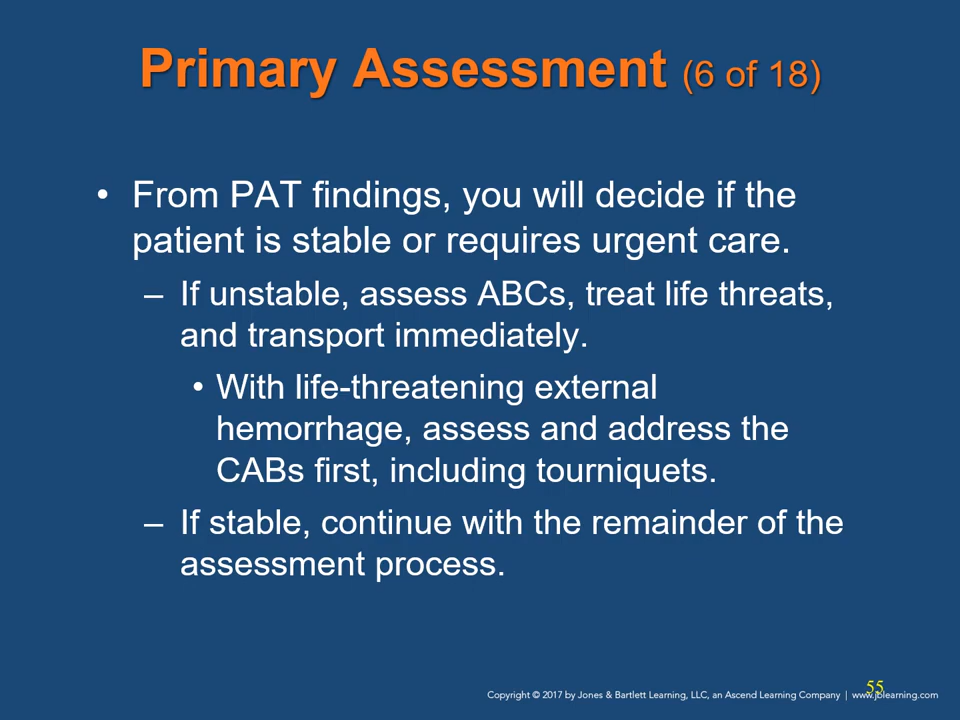 Primary Assessment (6 of 18)
• From PAT findings, you will decide if the
patient is stable or requires urgent care.
– If unstable, assess ABCs, treat life threats,
and transport immediately.
• With life-threatening external
hemorrhage, assess and address the
CABs first, including tourniquets.
– If stable, continue with the remainder of the
assessment process.
55
Copyright © 2017 by Jones & Bartlett Learning, LLC, an Ascend Learning Company | www.jblearning.com